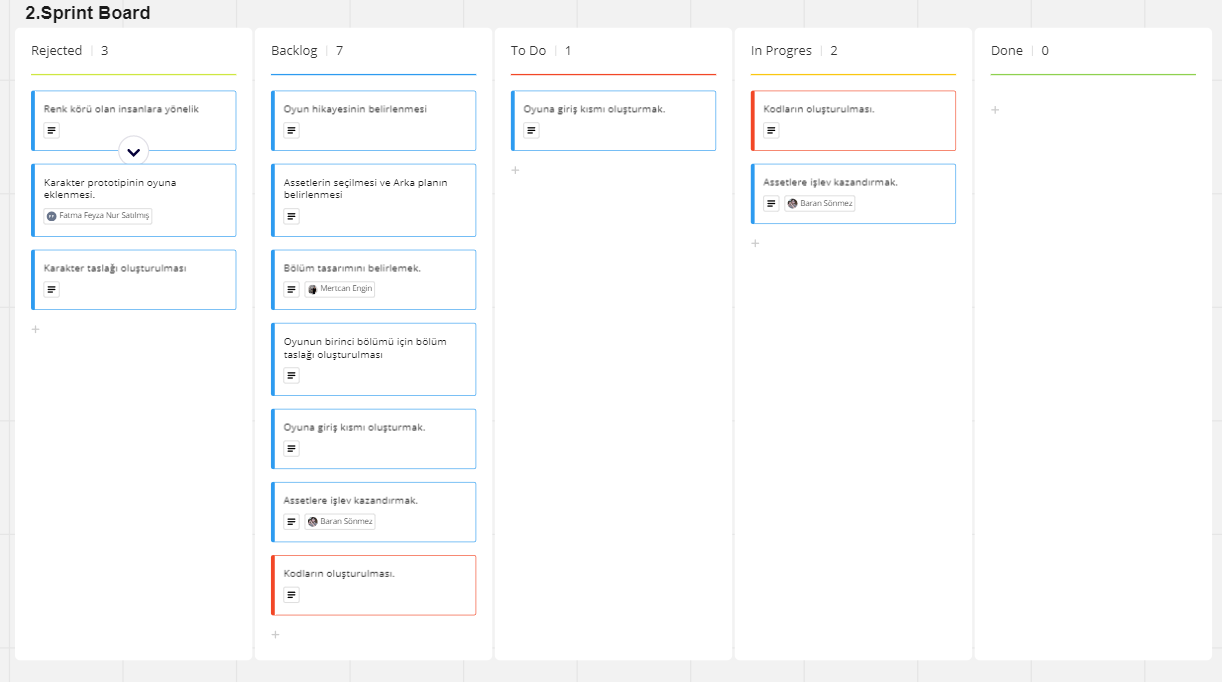 2.Sprint Board
Rejected 3
Renk körü olan insanlara yönelik
Karakter prototipinin oyuna
eklenmesi.
Fatma Feyza Nur Satılmış
Karakter taslağı oluşturulması
Backlog 7
Oyun hikayesinin belirlenmesi
Assetlerin seçilmesi ve Arka planın
belirlenmesi
Bölüm tasarımını belirlemek.
Mertcan Engin
Oyunun birinci bölümü için bölüm
taslağı oluşturulması
Oyuna giriş kısmı oluşturmak.
Assetlere işlev kazandırmak.
Baran Sönmez
Kodların oluşturulması.
To Do 1
Oyuna giriş kısmı oluşturmak.
In Progres 2
Kodların oluşturulması.
Assetlere işlev kazandırmak.
Baran Sönmez
Done 0